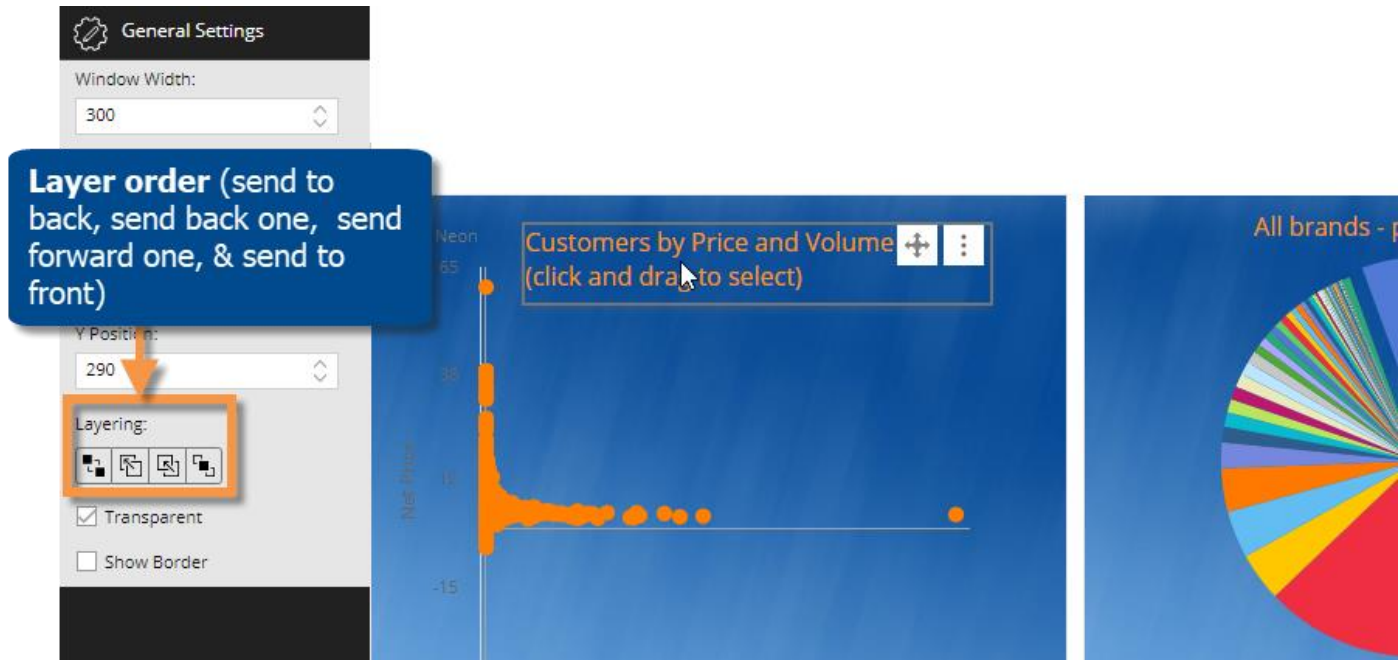 General Settings
Window Width:
300
Layer order (send to
back, send back one, send
forward one, & send to
front)
Y Position:
290
Layering:
Transparent
Show Border
Neon
65
Customers by Price and Volume
(click and drag to select)
38
Net Price
-15
All brands - p